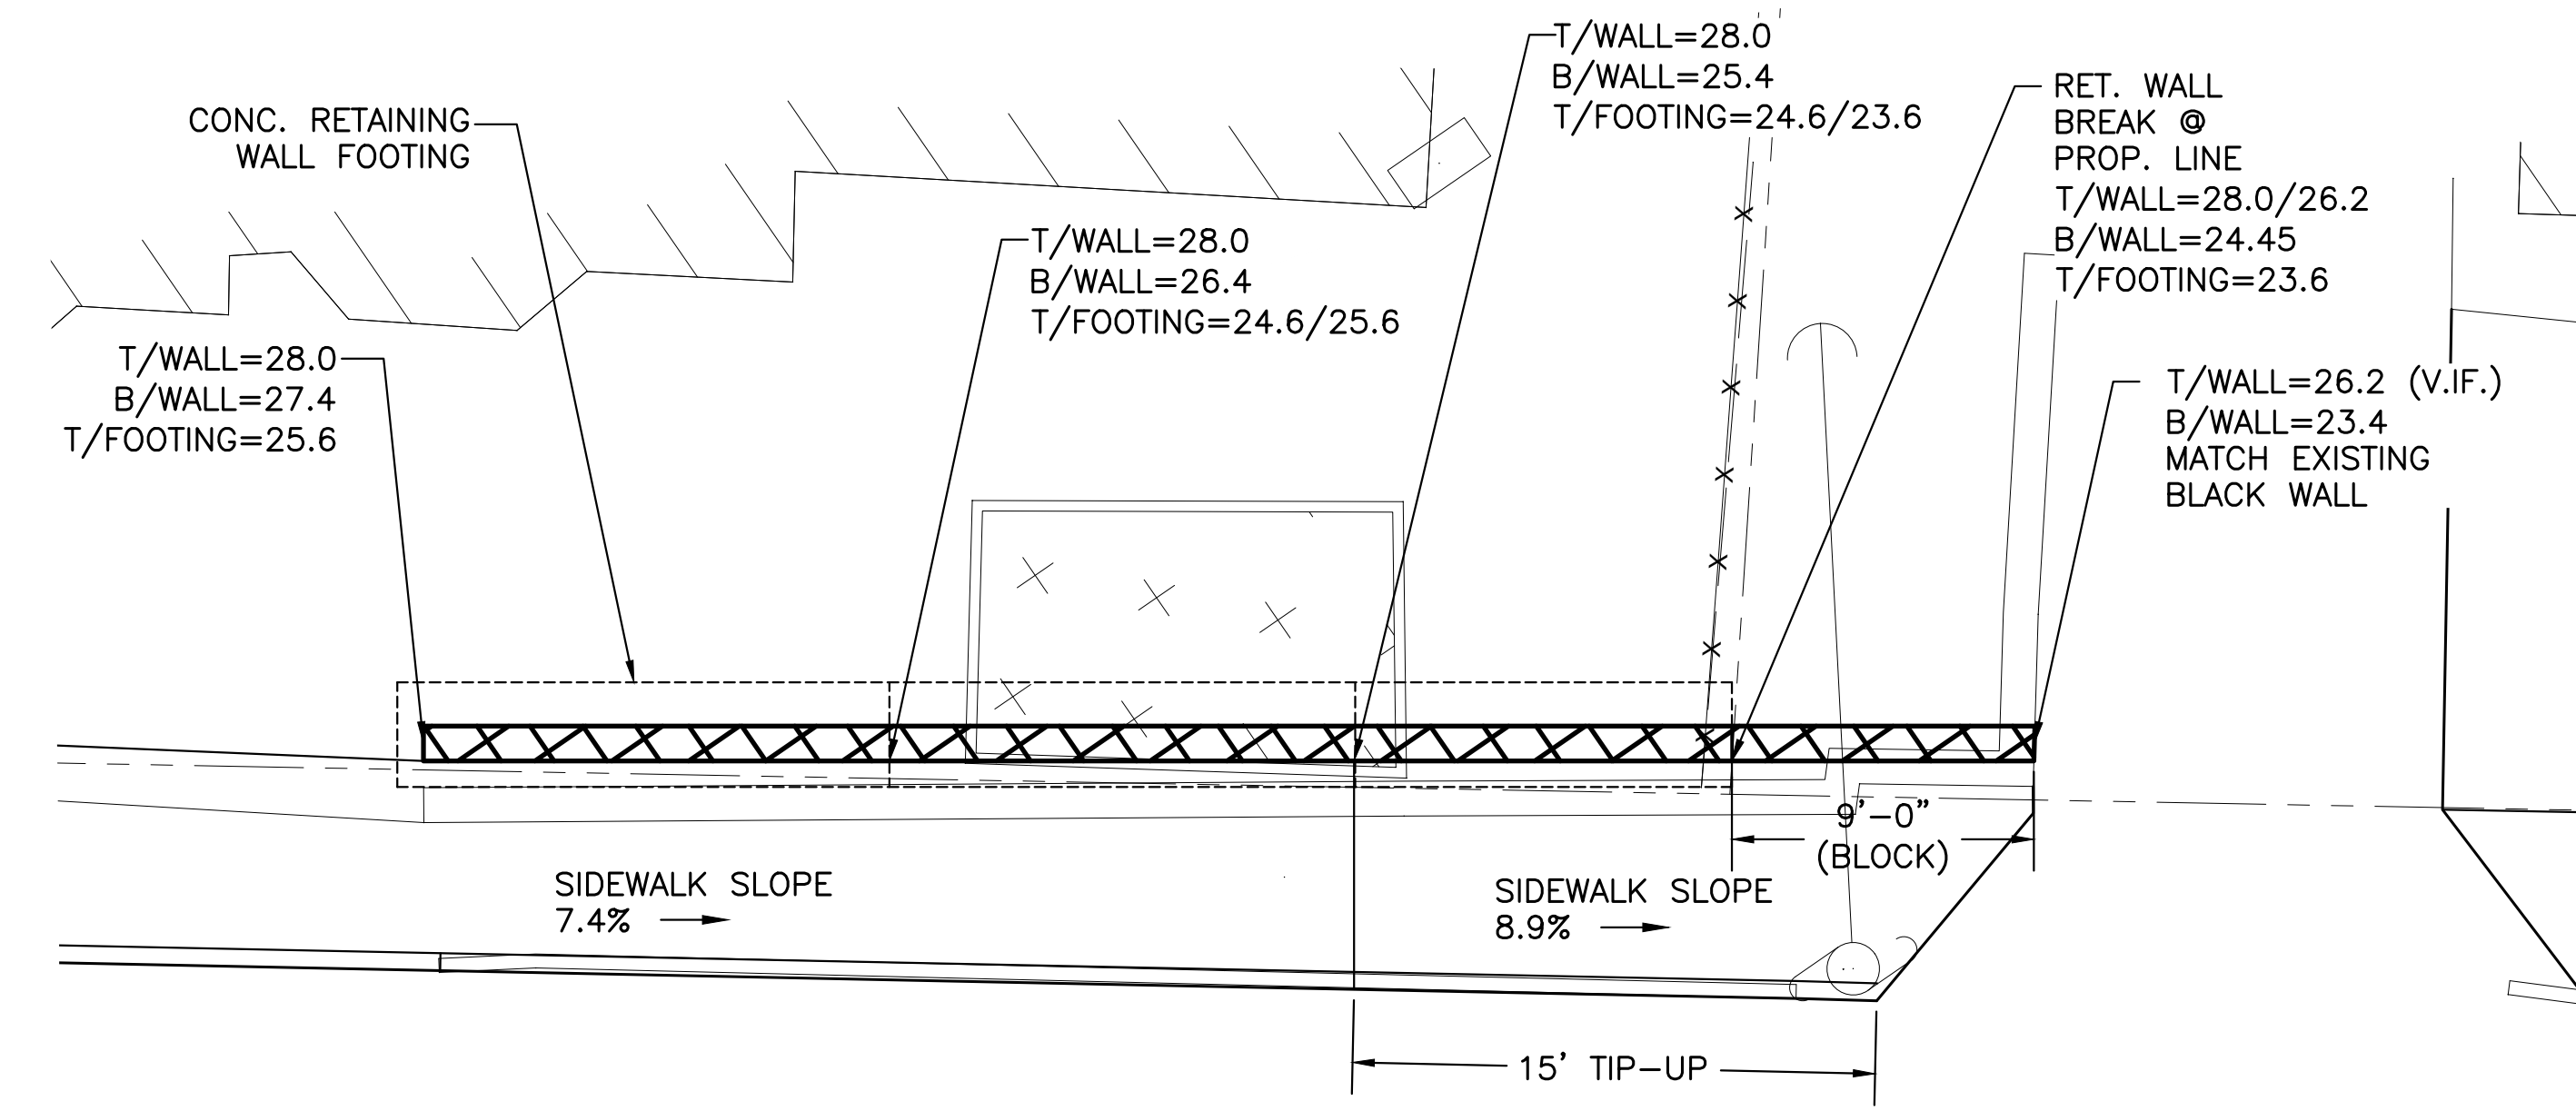 CONC. RETAINING
WALL FOOTING
T/WALL=28.0
B/WALL=27.4
T/FOOTING=25.6
T/WALL=28.0
B/WALL=26.4
T/FOOTING=24.6/25.6
T/WALL=28.0
B/WALL=25.4
T/FOOTING=24.6/23.6
RET. WALL
BREAK @
PROP. LINE
T/WALL=28.0/26.2
B/WALL=24.45
T/FOOTING=23.6
T/WALL=26.2 (V.IF.)
B/WALL=23.4
MATCH EXISTING
BLACK WALL
9'-0"
(BLOCK)
SIDEWALK SLOPE
7.4%
SIDEWALK SLOPE
8.9%
15' TIP-UP